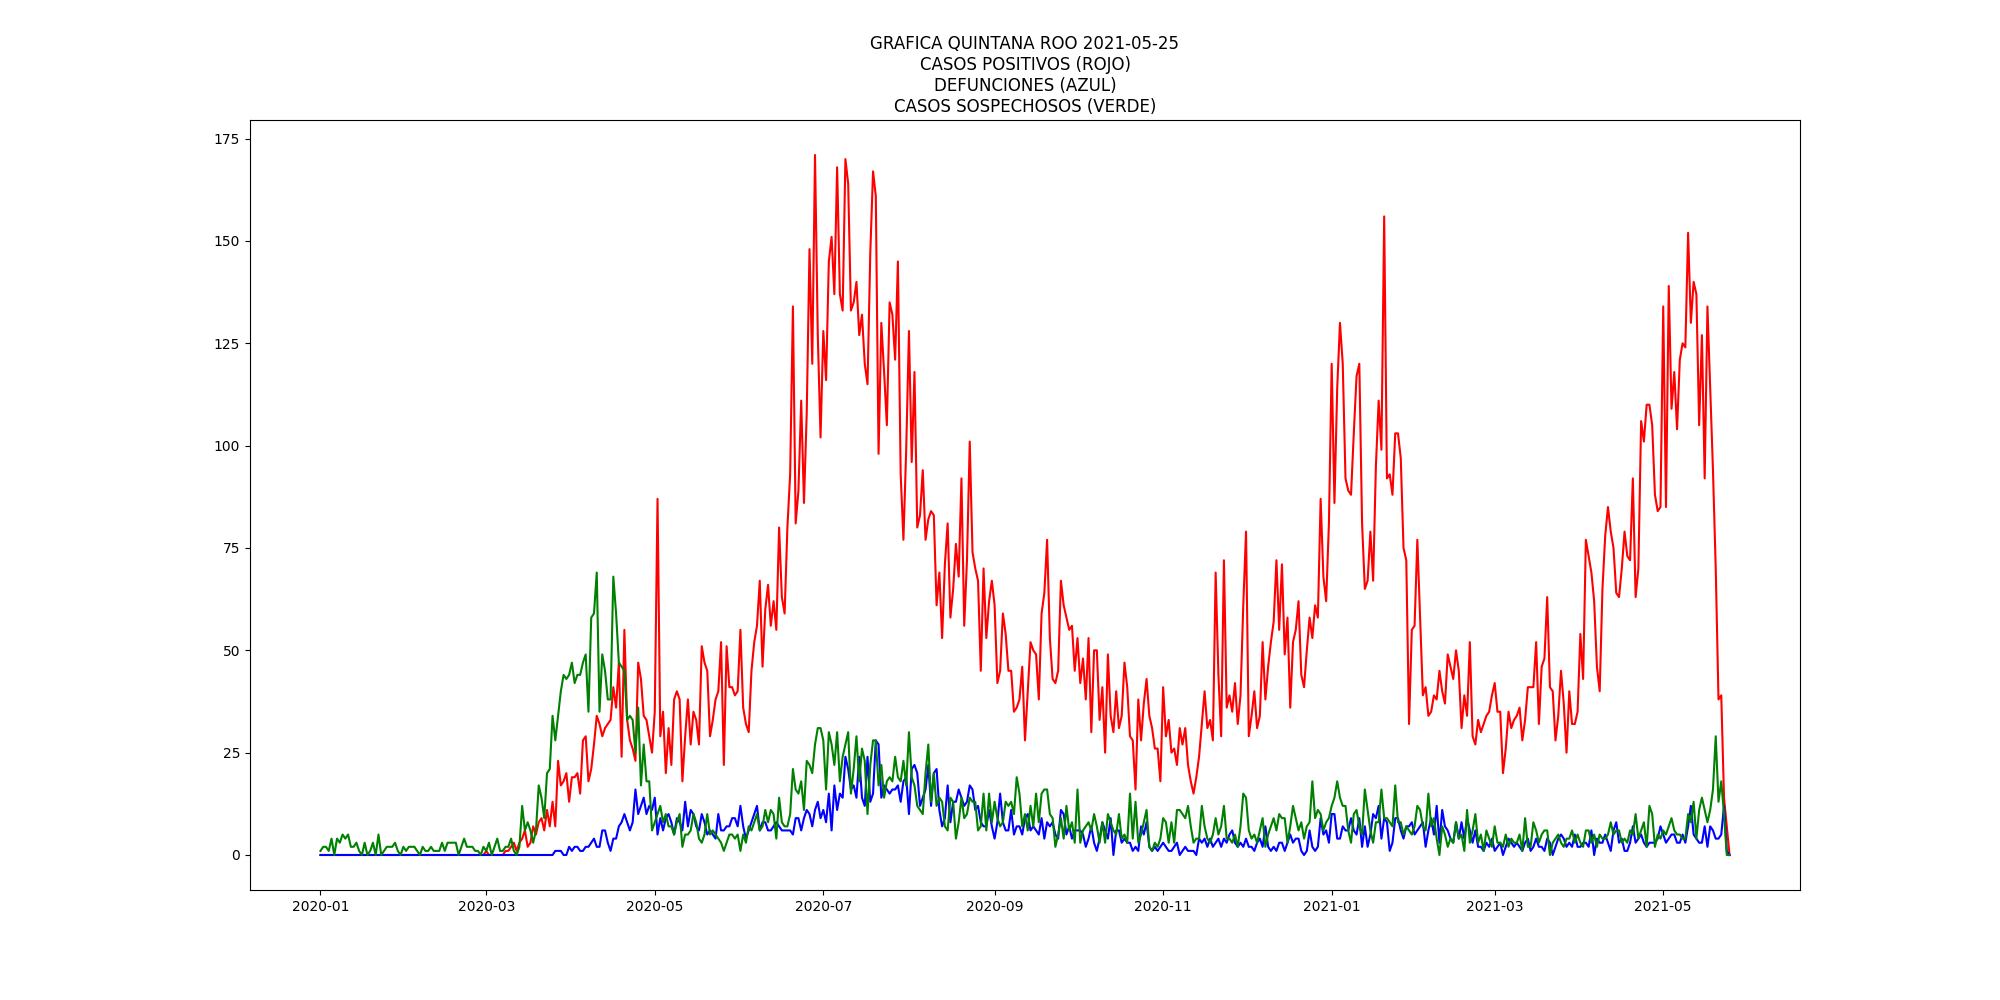 GRAFICA QUINTANA ROO 2021-05-25
CASOS POSITIVOS (ROJO)
DEFUNCIONES (AZUL)
CASOS SOSPECHOSOS (VERDE)
175
150
125
100
75
50
25
0
2020-01 2020-03 2020-05 2020-07 2020-09 2020-11 2021-01 2021-03 2021-05